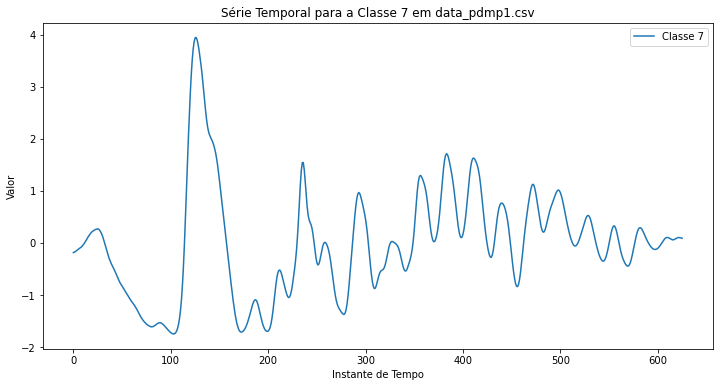 Série Temporal para a Classe 7 em data_pdmp1.csv
Classe 7
Valor
4
3
2
1
0
−1
−2
0 100 200 300 400 500 600
Instante de Tempo